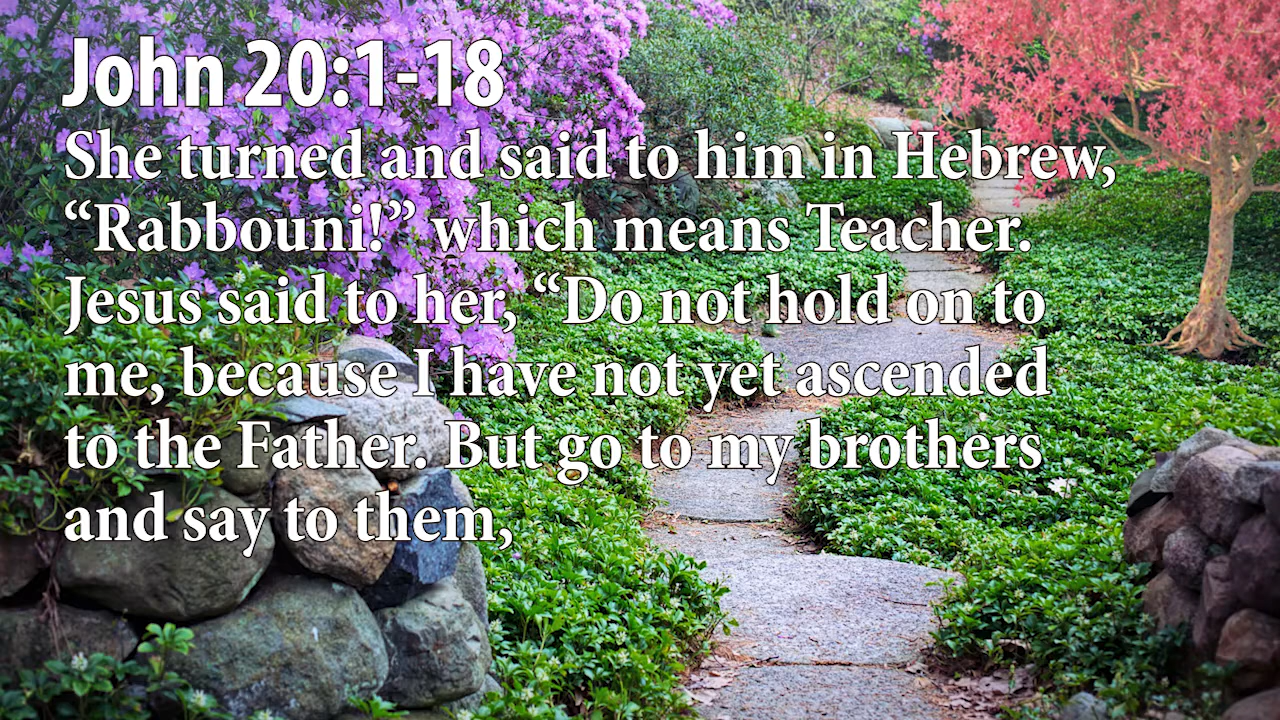 John 20:1-18
She turned and said to him in Hebrew,
“Rabbouni!” which means Teacher.
Jesus said to her, “Do not hold on to
me, because I have not yet ascended
to the Father. But go to my brothers
and say to them,